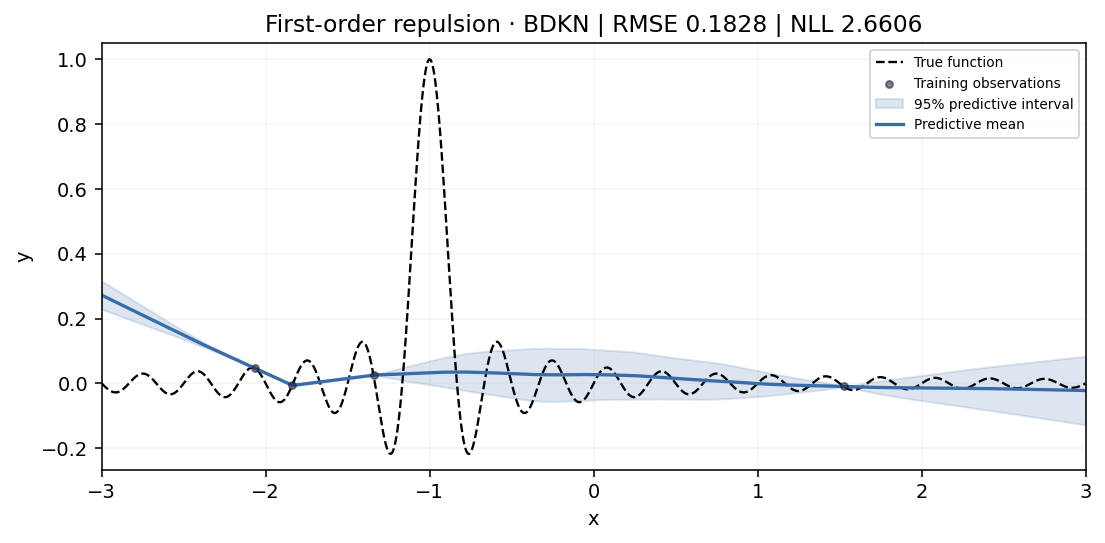 First-order repulsion · BDKN | RMSE 0.1828 | NLL 2.6606
True function
Training observations
95% predictive interval
Predictive mean
y
1.0
0.8
0.6
0.4
0.2
0.0
−0.2
−3
−2
−1
0
1
2
3
x